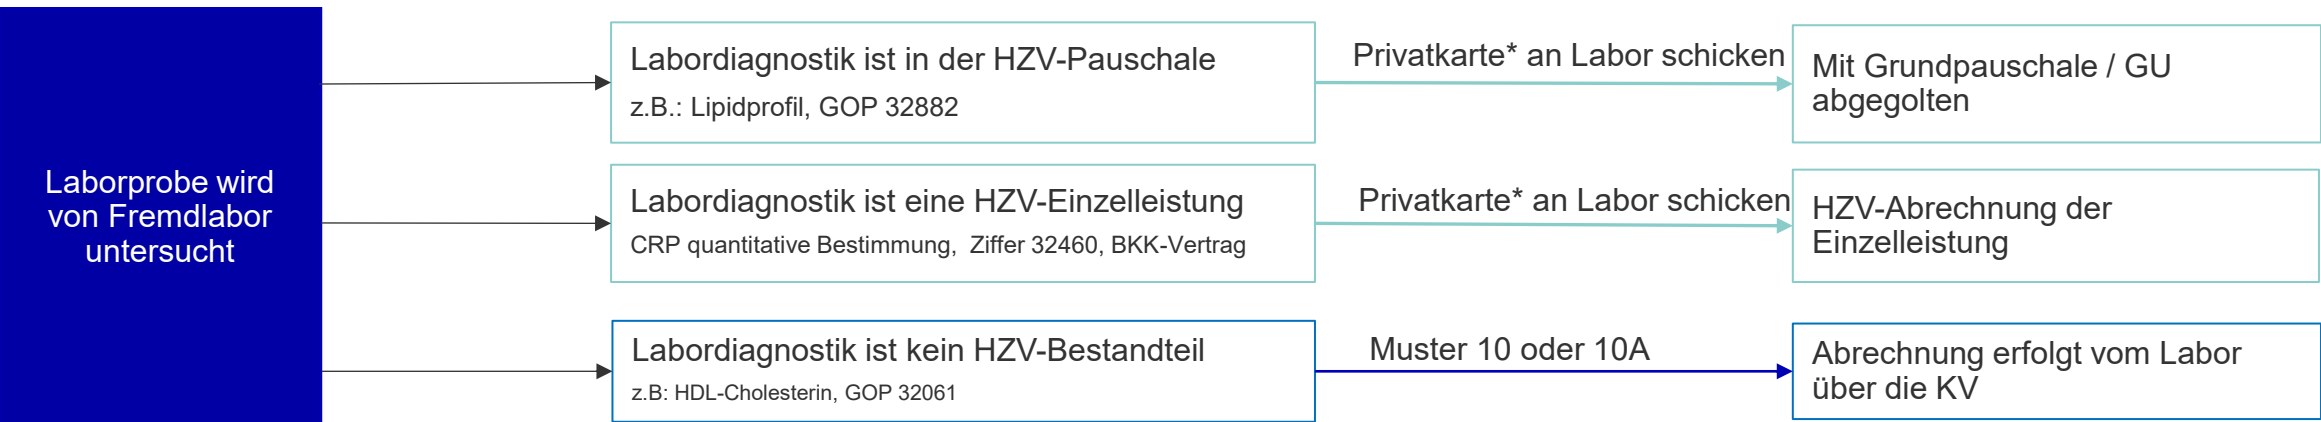 Laborprobe wird
von Fremdlabor
untersucht
Labordiagnostik ist in der HZV-Pauschale
z.B.: Lipidprofil, GOP 32882
Privatkarte* an Labor schicken
Mit Grundpauschale / GU
abgegolten
Labordiagnostik ist eine HZV-Einzelleistung
CRP quantitative Bestimmung, Ziffer 32460, BKK-Vertrag
Privatkarte* an Labor schicken
HZV-Abrechnung der
Einzelleistung
Labordiagnostik ist kein HZV-Bestandteil
z.B: HDL-Cholesterin, GOP 32061
Muster 10 oder 10A
Abrechnung erfolgt vom Labor
über die KV